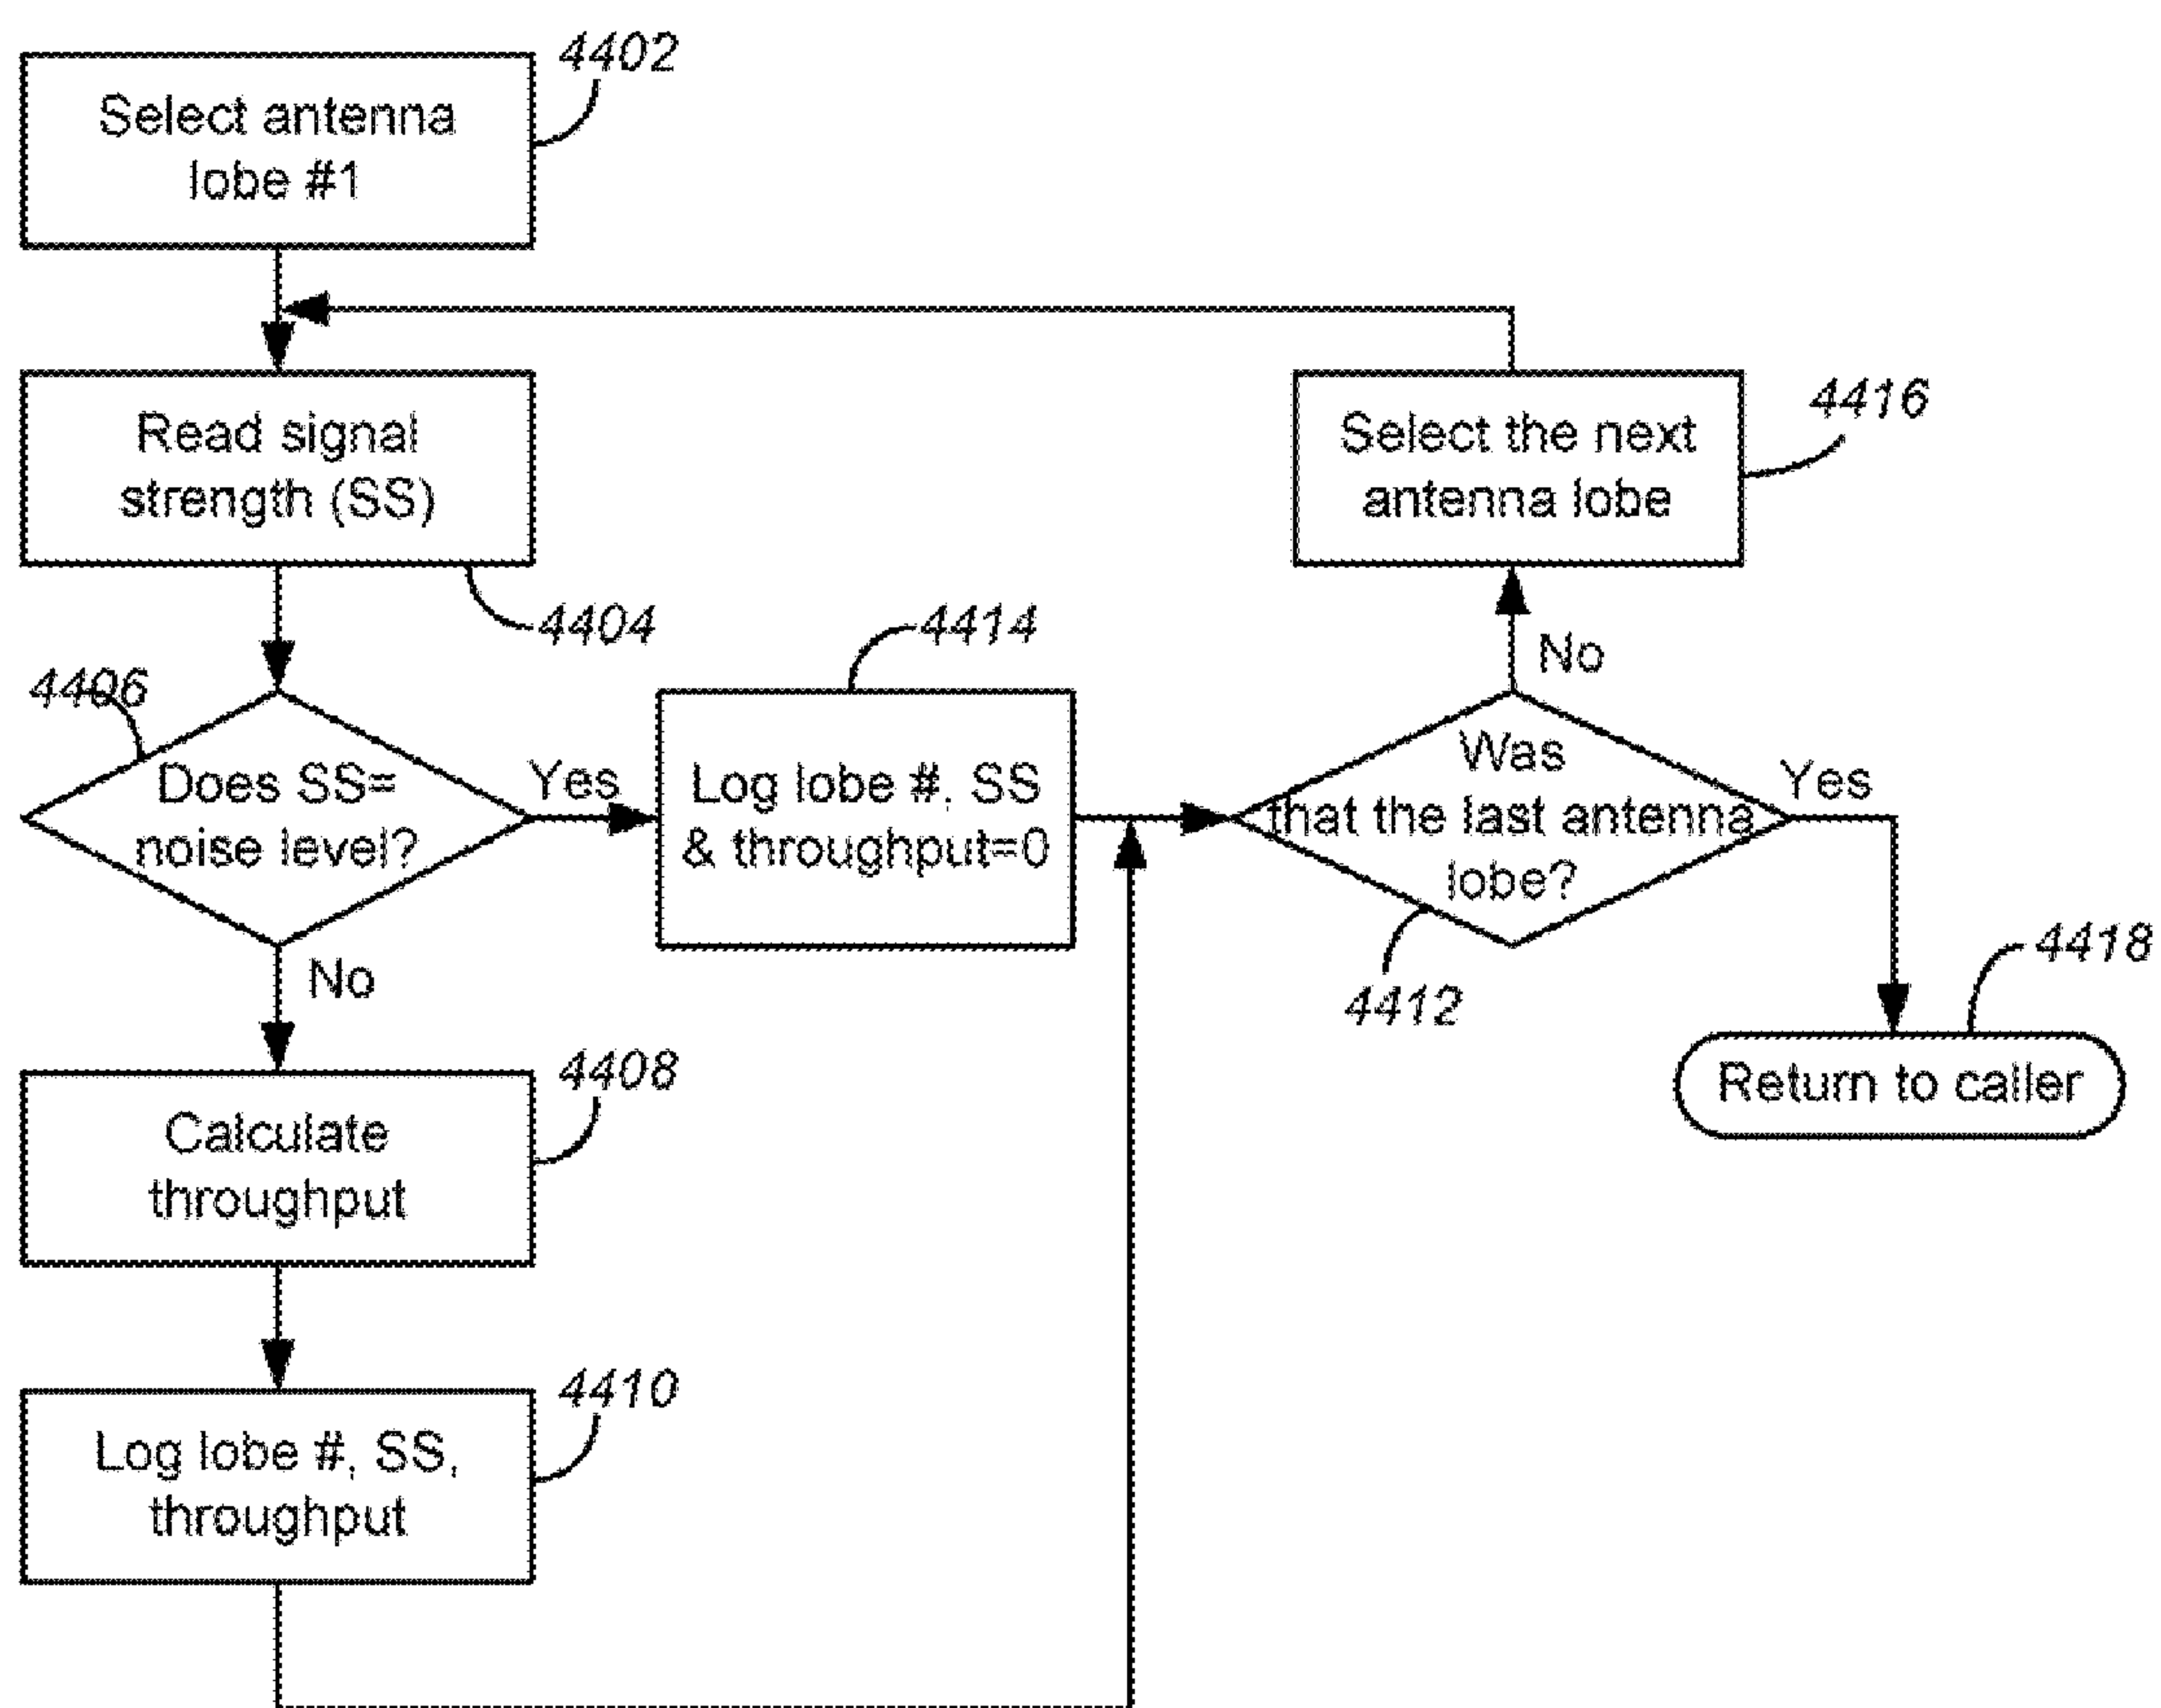 4402
Select antenna
lobe #1
Read signal
strength (SS)
4404
4416
Select the next
antenna lobe
4414
No
4406
Does SS=
noise level?
Yes
Log lobe #, SS
& throughput=0
Was
that the last antenna
lobe?
Yes
4412
4418
Return to caller
No
4408
Calculate
throughput
4410
Log lobe #, SS,
throughput